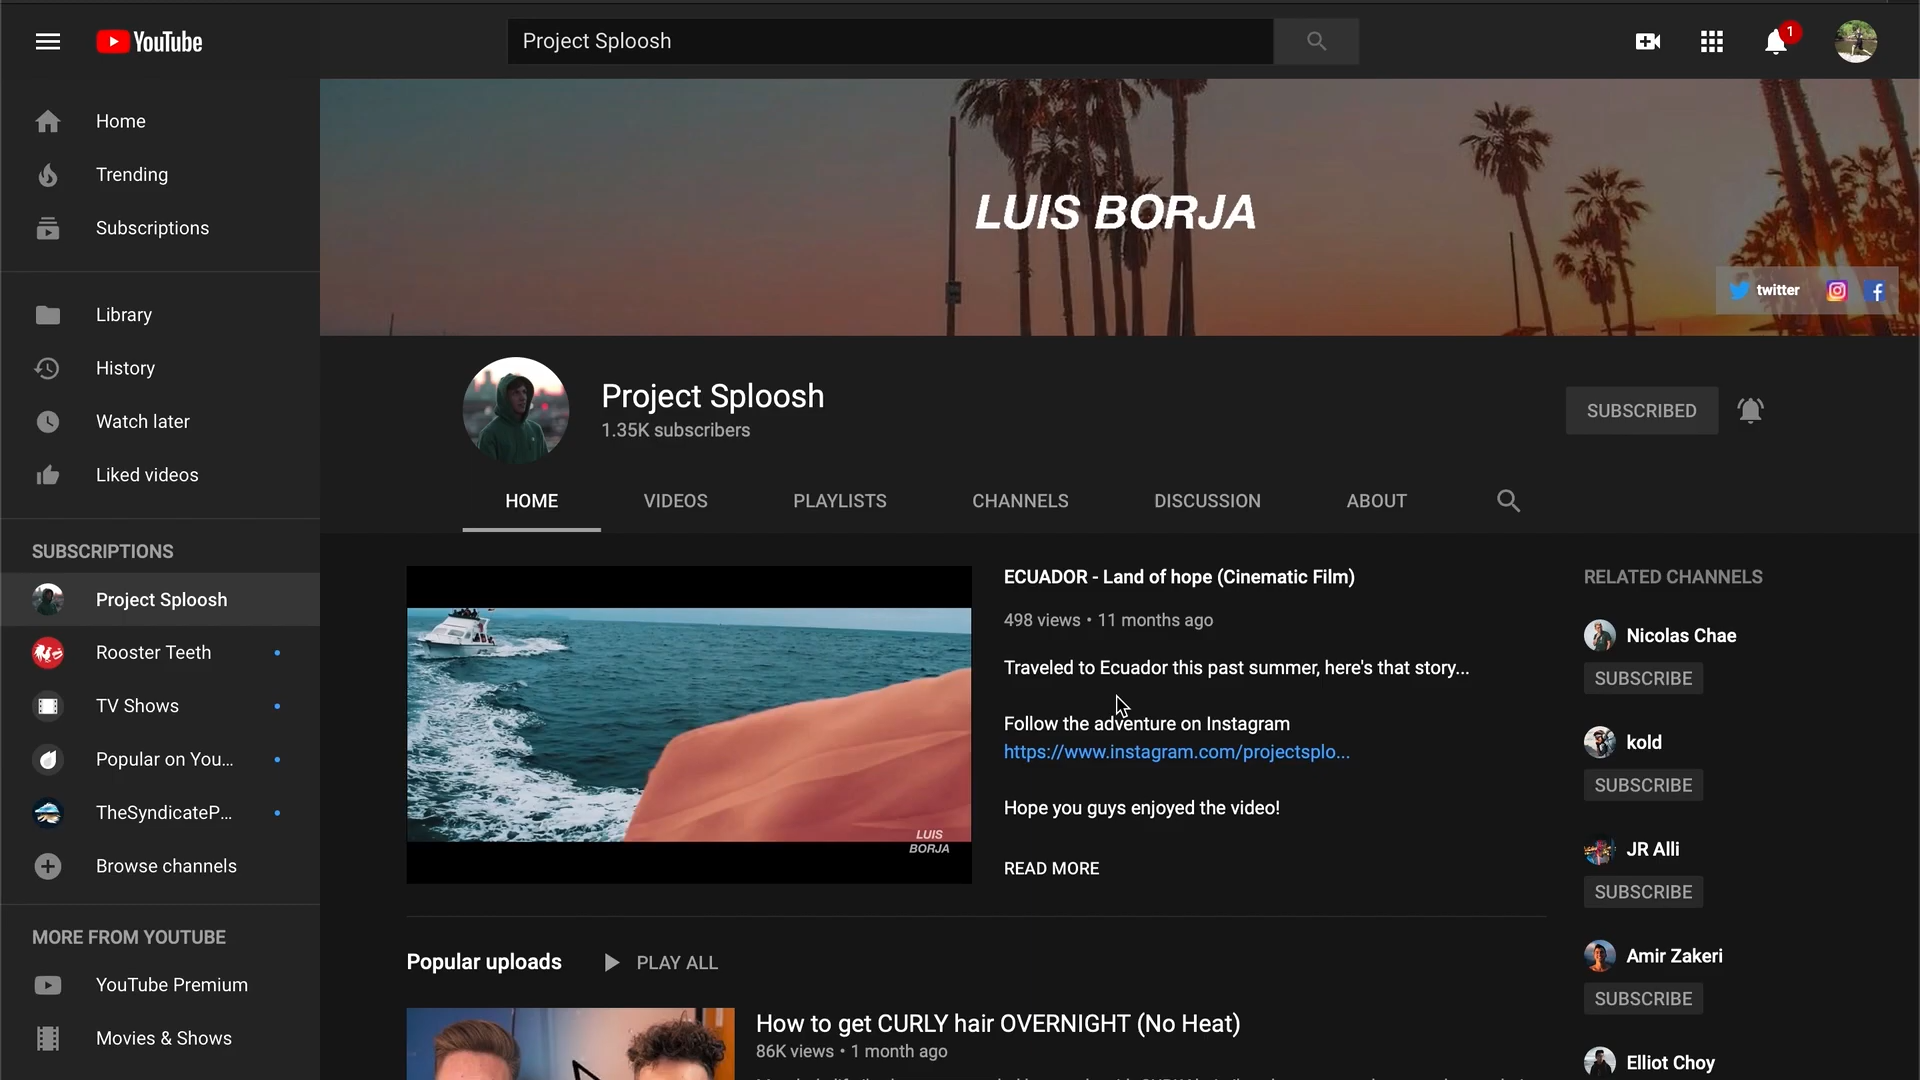 YouTube
Project Sploosh
1
Home
Trending
Subscriptions
Library
History
Watch later
Liked videos
SUBSCRIPTIONS
Project Sploosh
Rooster Teeth
TV Shows
Popular on You...
TheSyndicateP...
Browse channels
MORE FROM YOUTUBE
YouTube Premium
Movies & Shows
LUIS BORJA
twitter
Project Sploosh
1.35K subscribers
SUBSCRIBED
HOME
VIDEOS
PLAYLISTS
CHANNELS
DISCUSSION
ABOUT
LUIS
BORJA
ECUADOR - Land of hope (Cinematic Film)
498 views • 11 months ago
Traveled to Ecuador this past summer, here's that story...
Follow the adventure on Instagram
https://www.instagram.com/projectsplo...
Hope you guys enjoyed the video!
READ MORE
Popular uploads
PLAY ALL
How to get CURLY hair OVERNIGHT (No Heat)
86K views • 1 month ago
RELATED CHANNELS
Nicolas Chae
SUBSCRIBE
kold
SUBSCRIBE
JR Alli
SUBSCRIBE
Amir Zakeri
SUBSCRIBE
Elliot Choy